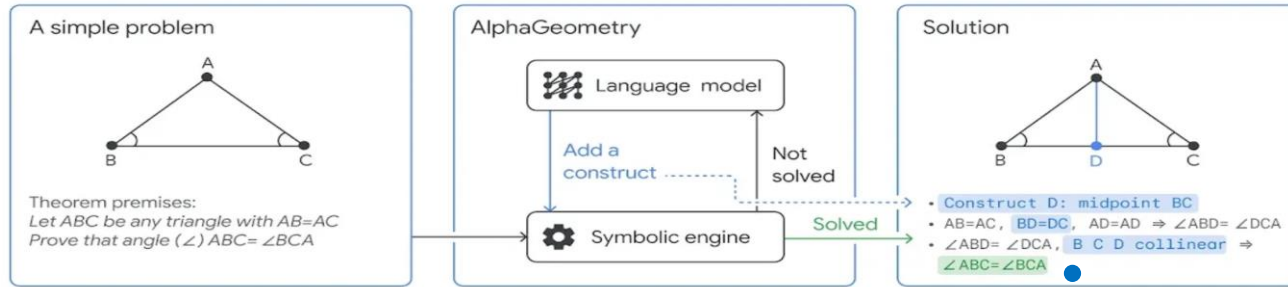 A simple problem
A
B
C
Theorem premises:
Let ABC be any triangle with AB=AC
Prove that angle (∠) ABC= ∠BCA
AlphaGeometry
Language model
Add a
construct
Not
solved
Symbolic engine
Solved
Solution
A
B
D
C
• Construct D: midpoint BC
• AB=AC, BD=DC, AD=AD ⇒ ∠ABD= ∠DCA
• ∠ABD= ∠DCA, B C D collinear ⇒
∠ABC=∠BCA